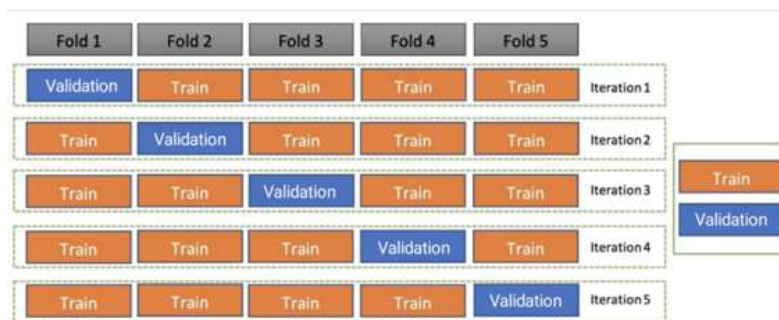 Fold 1 Fold 2 Fold 3 Fold 4 Fold 5
Validation Train Train Train Train Iteration 1
Train Validation Train Train Train Iteration 2
Train Train Validation Train Train Iteration 3
Train Train Train Validation Train Iteration 4
Train Train Train Train Validation Iteration 5
Train
Validation